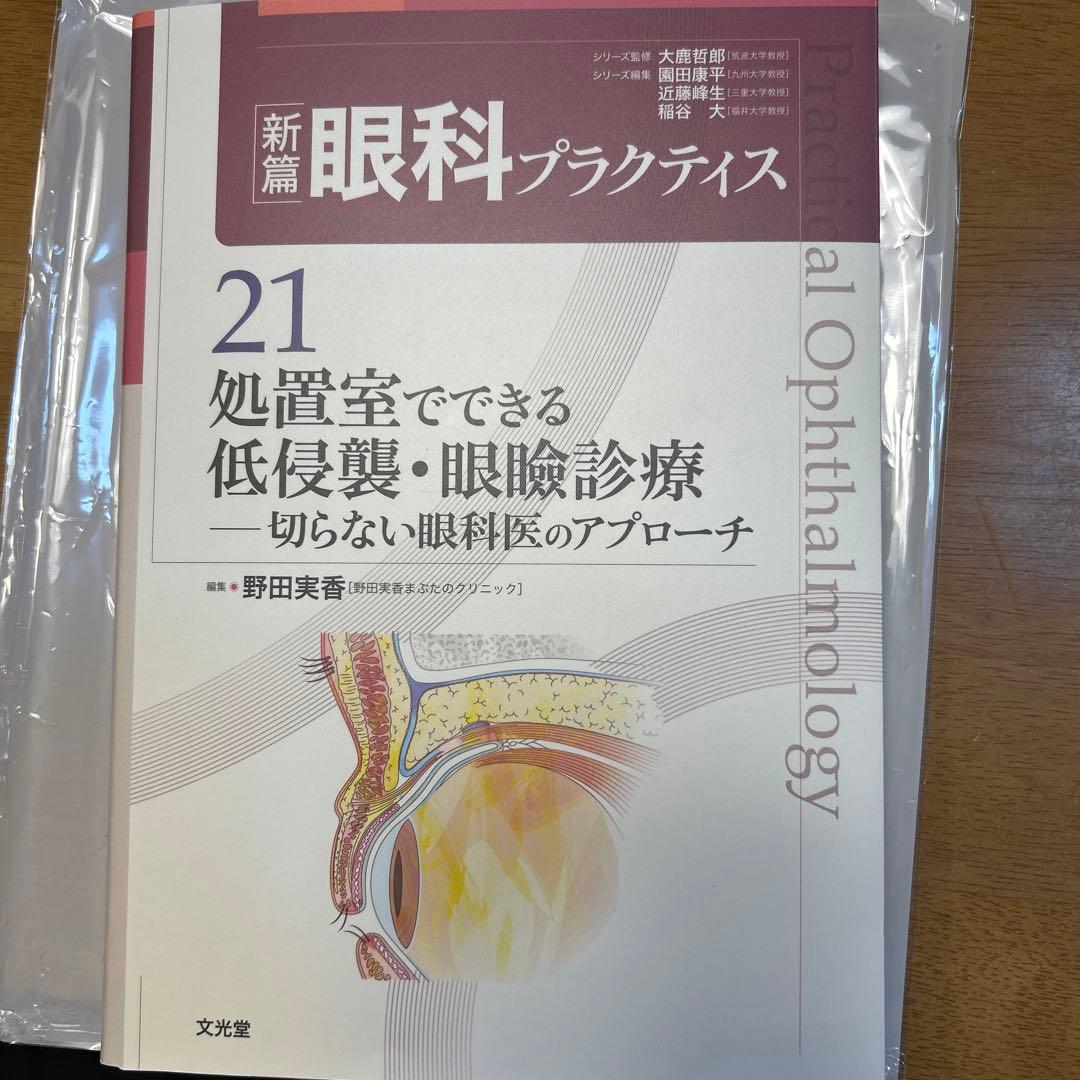 シリーズ監修 大鹿哲郎[筑波大学教授]
シリーズ編集 園田康平[九州大学教授]
近藤峰生[三重大学教授]
稲谷 大[福井大学教授]
新篇 眼科プラクティス
21
処置室でできる
低侵襲・眼瞼診療
―切らない眼科医のアプローチ
編集●野田実香[野田実香まぶたのクリニック]
Practical Ophthalmology
文光堂